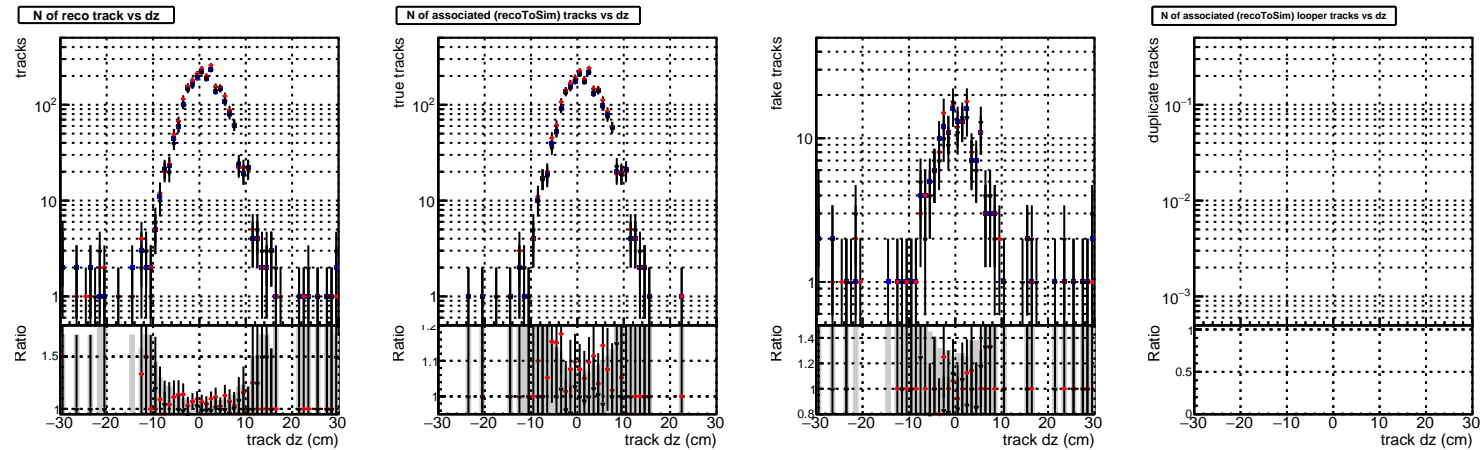 N of reco track vs dz
tracks
10²
10
1
Ratio
1.5
1
−30 −20 −10 0 10 20 30
track dz (cm)
N of associated (recoToSim) tracks vs dz
true tracks
10²
10
1
Ratio
1.2
1.1
1
−30 −20 −10 0 10 20 30
track dz (cm)
fake tracks
10
1
Ratio
1.4
1.2
1
0.8
−30 −20 −10 0 10 20 30
track dz (cm)
N of associated (recoToSim) looper tracks vs dz
duplicate tracks
10⁻¹
10⁻²
10⁻³
Ratio
1
0.5
0
−30 −20 −10 0 10 20 30
track dz (cm)